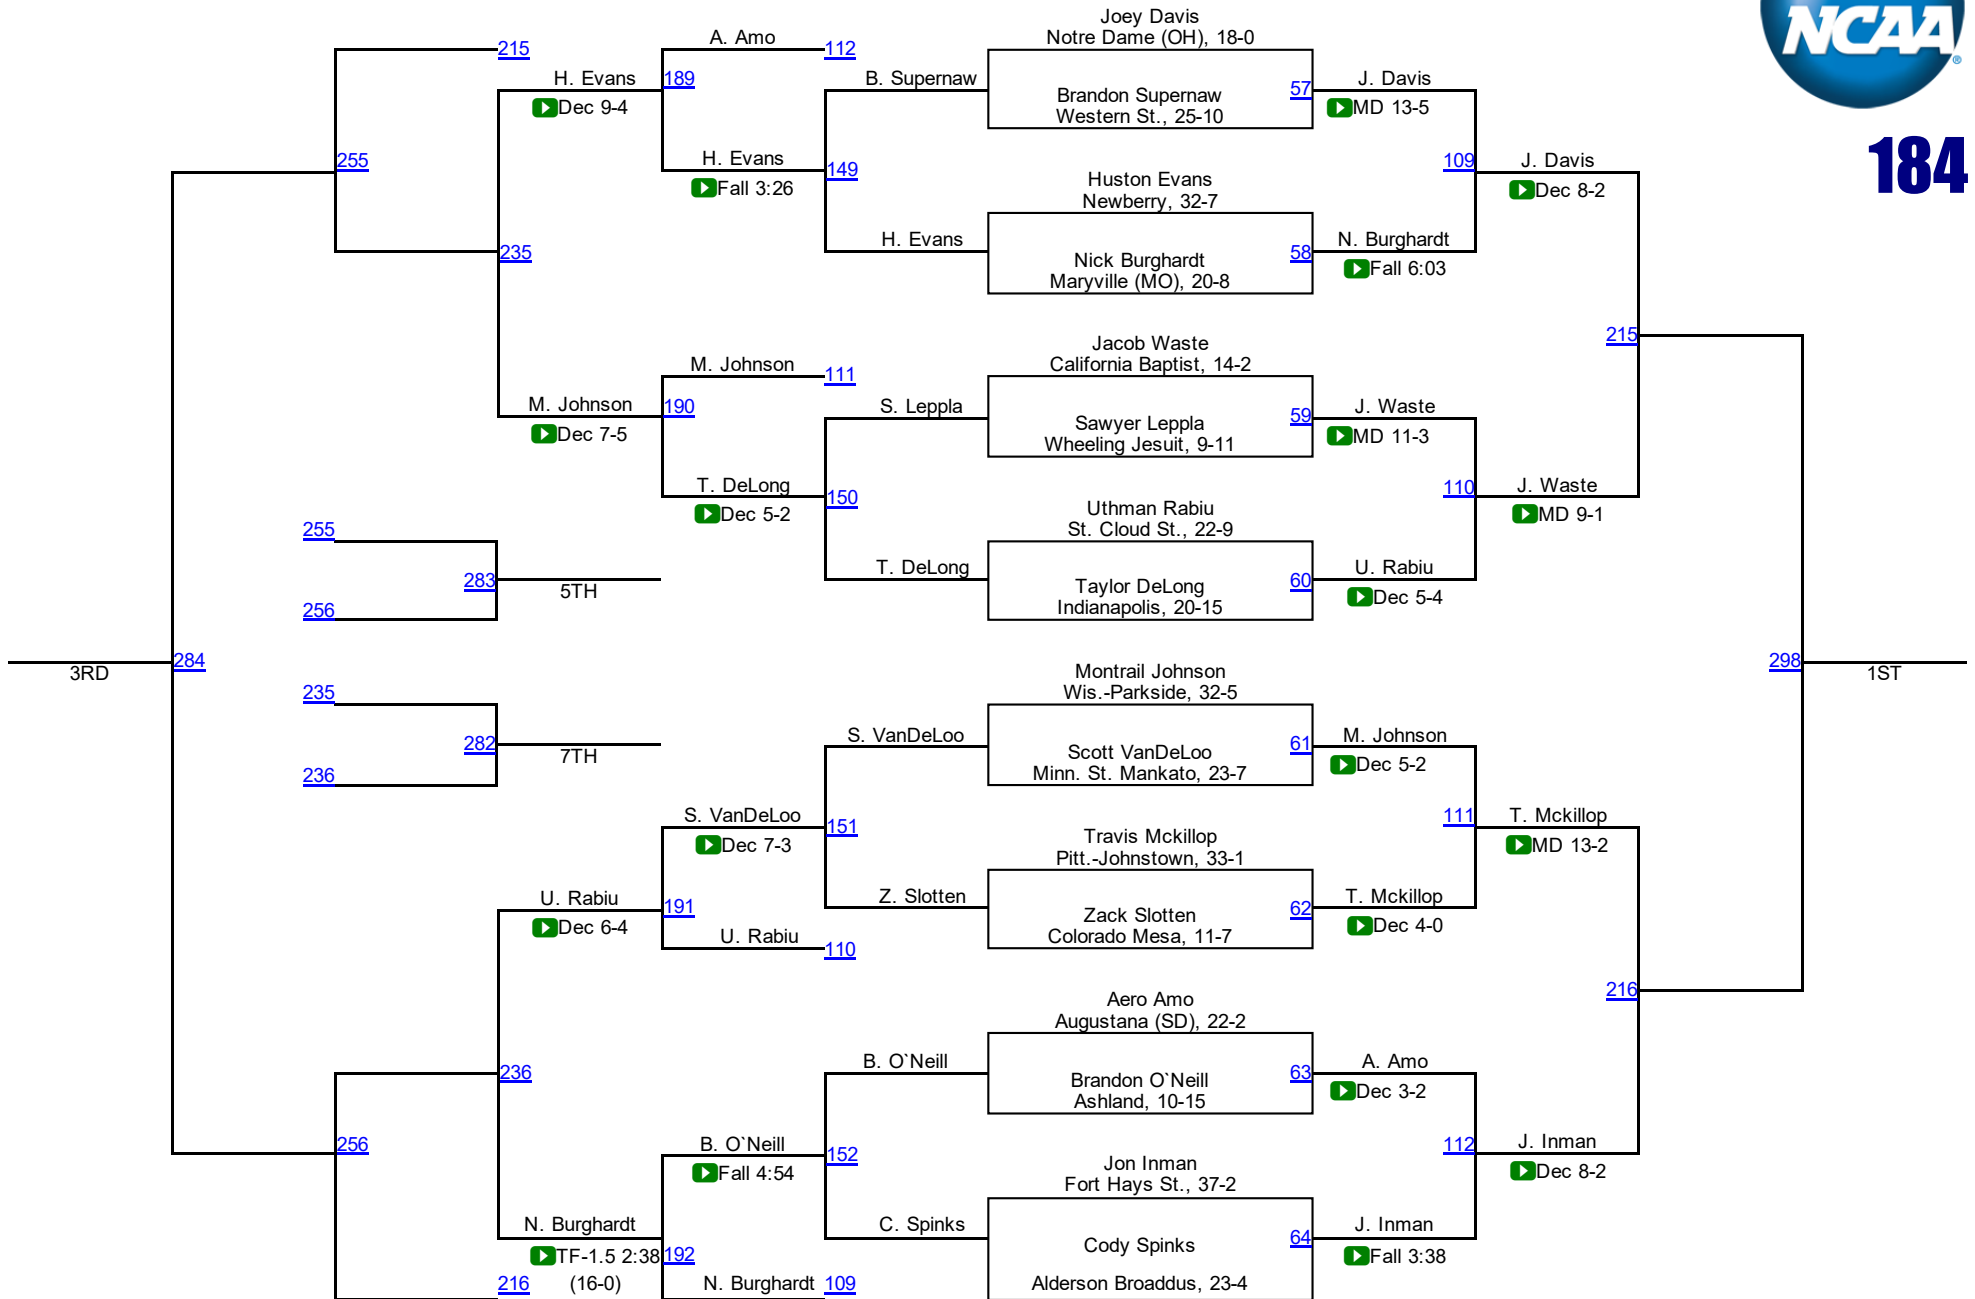 NCAA
®
184
Joey Davis
Notre Dame (OH), 18-0
Brandon Supernaw
Western St., 25-10
57
J. Davis
MD 13-5
Huston Evans
Newberry, 32-7
Nick Burghardt
Maryville (MO), 20-8
58
N. Burghardt
Fall 6:03
109
J. Davis
Dec 8-2
Jacob Waste
California Baptist, 14-2
Sawyer Leppla
Wheeling Jesuit, 9-11
59
J. Waste
MD 11-3
Uthman Rabiu
St. Cloud St., 22-9
Taylor DeLong
Indianapolis, 20-15
60
U. Rabiu
Dec 5-4
110
J. Waste
MD 9-1
215
Montrail Johnson
Wis.-Parkside, 32-5
Scott VanDeLoo
Minn. St. Mankato, 23-7
61
M. Johnson
Dec 5-2
Travis Mckillop
Pitt.-Johnstown, 33-1
Zack Slotten
Colorado Mesa, 11-7
62
T. Mckillop
Dec 4-0
111
T. Mckillop
MD 13-2
Aero Amo
Augustana (SD), 22-2
Brandon O`Neill
Ashland, 10-15
63
A. Amo
Dec 3-2
Jon Inman
Fort Hays St., 37-2
Cody Spinks
Alderson Broaddus, 23-4
64
J. Inman
Fall 3:38
112
J. Inman
Dec 8-2
216
298
1ST
B. Supernaw
H. Evans
149
H. Evans
Fall 3:26
A. Amo
112
189
H. Evans
Dec 9-4
S. Leppla
T. DeLong
150
T. DeLong
Dec 5-2
M. Johnson
111
190
M. Johnson
Dec 7-5
235
215
255
S. VanDeLoo
Z. Slotten
151
S. VanDeLoo
Dec 7-3
U. Rabiu
110
191
U. Rabiu
Dec 6-4
B. O`Neill
C. Spinks
152
B. O`Neill
Fall 4:54
N. Burghardt
109
192
N. Burghardt
TF-1.5 2:38
(16-0)
236
216
256
284
3RD
255
256
283
5TH
235
236
282
7TH